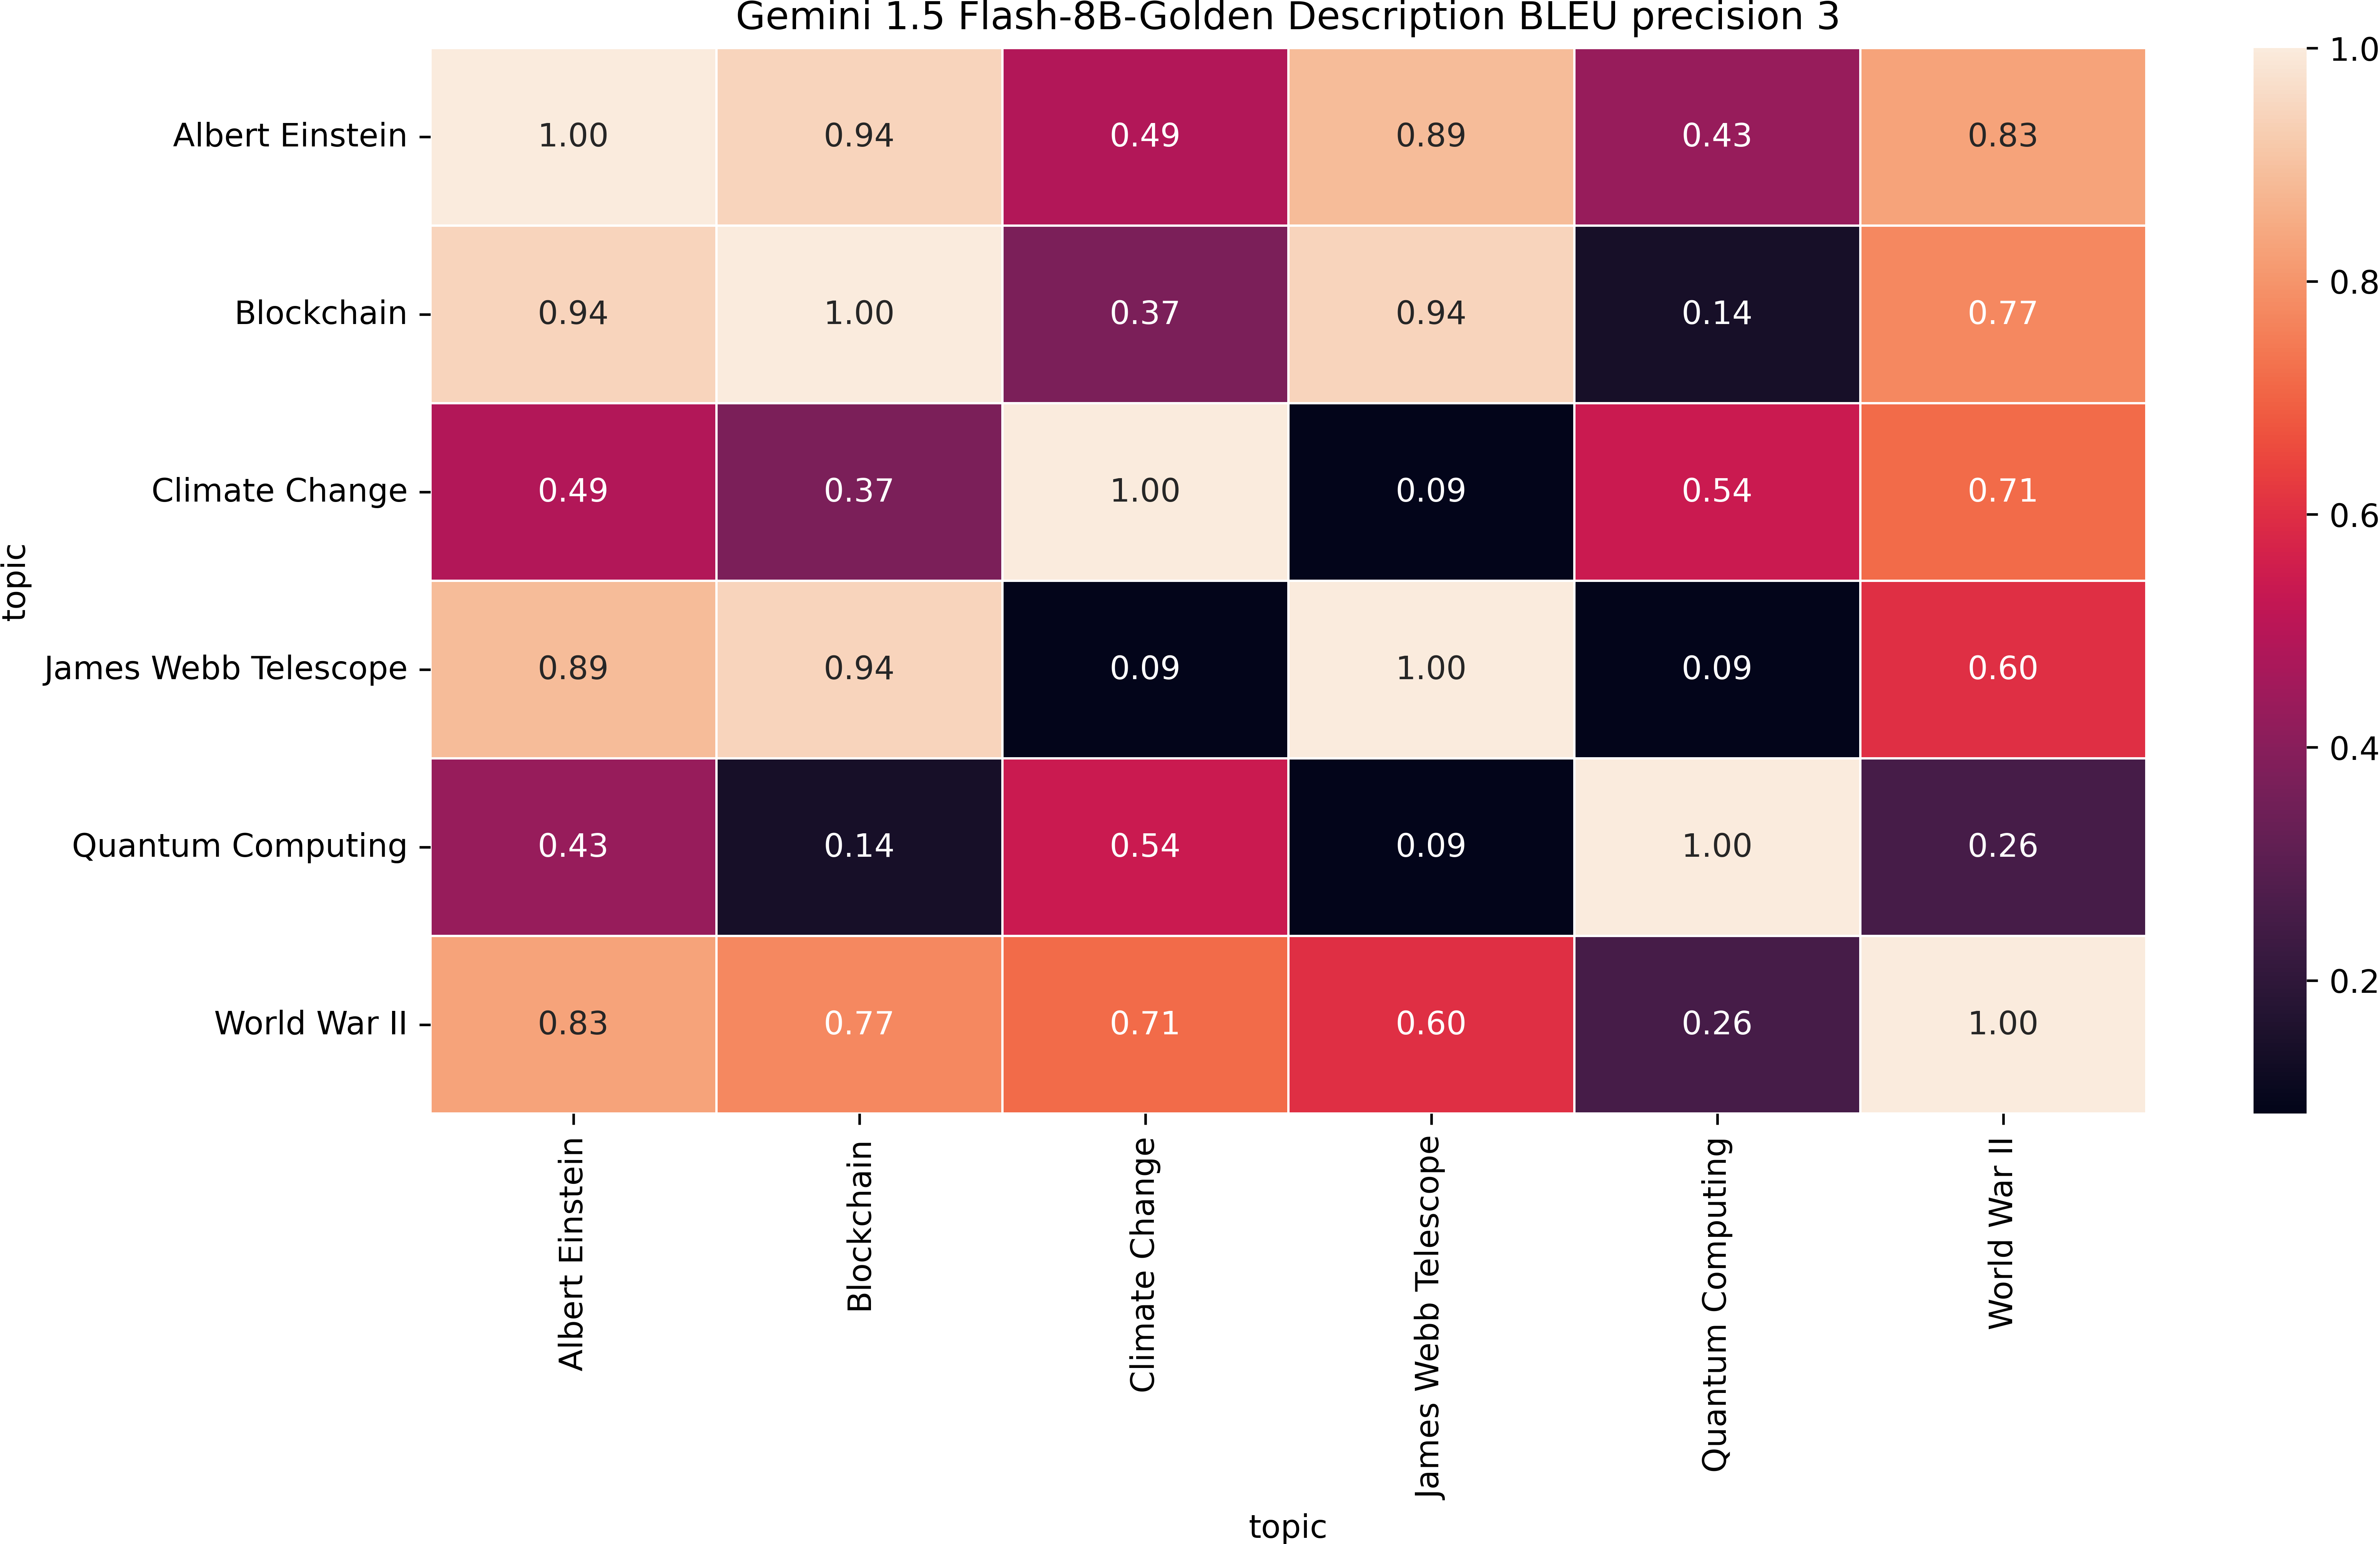 Gemini 1.5 Flash-8B-Golden Description BLEU precision 3
topic
Albert Einstein 1.00 0.94 0.49 0.89 0.43 0.83
Blockchain 0.94 1.00 0.37 0.94 0.14 0.77
Climate Change 0.49 0.37 1.00 0.09 0.54 0.71
James Webb Telescope 0.89 0.94 0.09 1.00 0.09 0.60
Quantum Computing 0.43 0.14 0.54 0.09 1.00 0.26
World War II 0.83 0.77 0.71 0.60 0.26 1.00
Albert Einstein
Blockchain
Climate Change
James Webb Telescope
Quantum Computing
World War II
topic
1.0
0.8
0.6
0.4
0.2